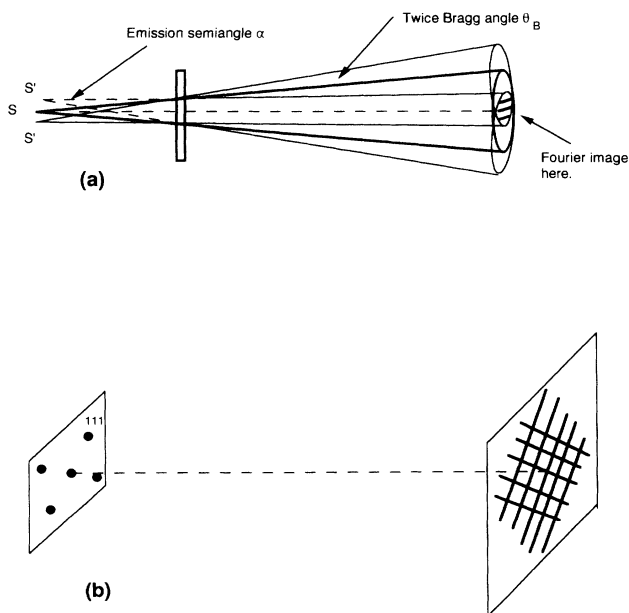 Emission semiangle α
Twice Bragg angle θ B
S'
S
S'
(a)
Fourier image
here.
111
(b)